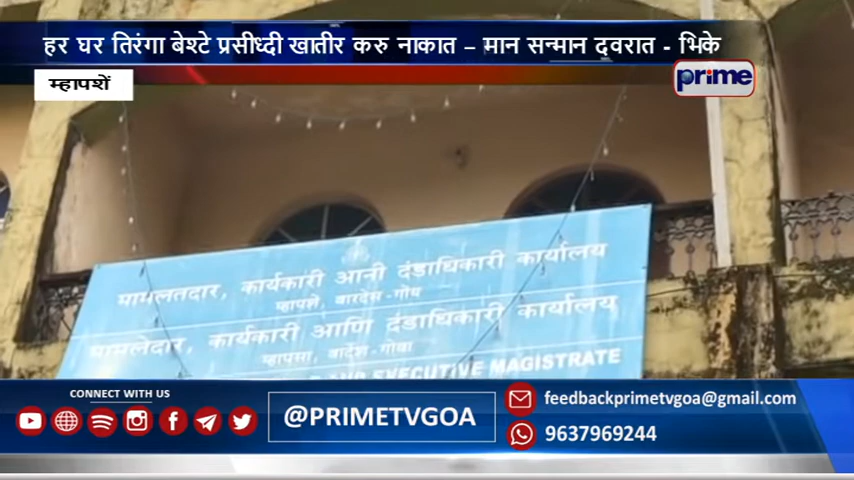 हर घर तिरंगा बेश्टे प्रसीध्दी खातीर करु नाकात – मान सन्मान दवरात - भिके
म्हापशें
prime
मामलतदार, कार्यकारी आनी दंडाधिकारी कार्यालय
म्हापशे, बारदेस-गोंय
मामलेदार, कार्यकारी आणि दंडाधिकारी कार्यालय
म्हापसा, बार्देश-गोवा
AND EXECUTIVE MAGISTRATE
CONNECT WITH US
@PRIMETVGOA
feedbackprimetvgoa@gmail.com
9637969244